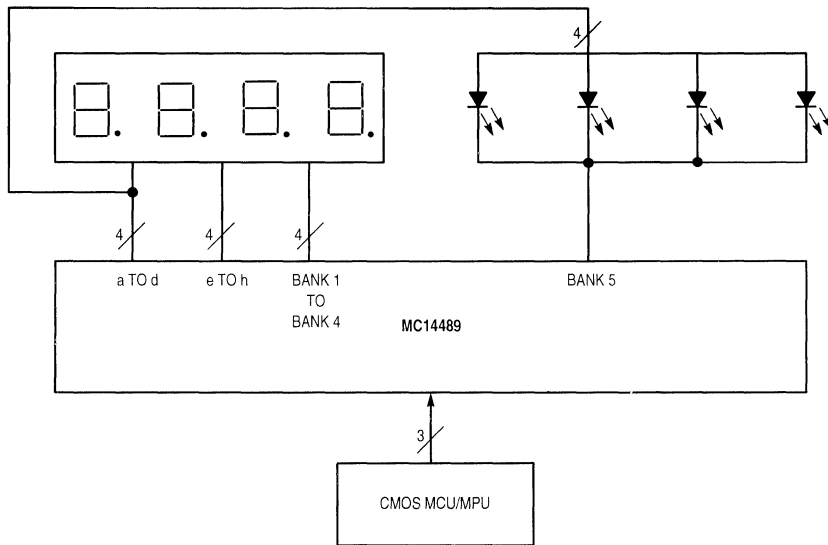 4
4
4
4
a TO d
e TO h
BANK 1
TO
BANK 4
BANK 5
MC14489
3
CMOS MCU/MPU